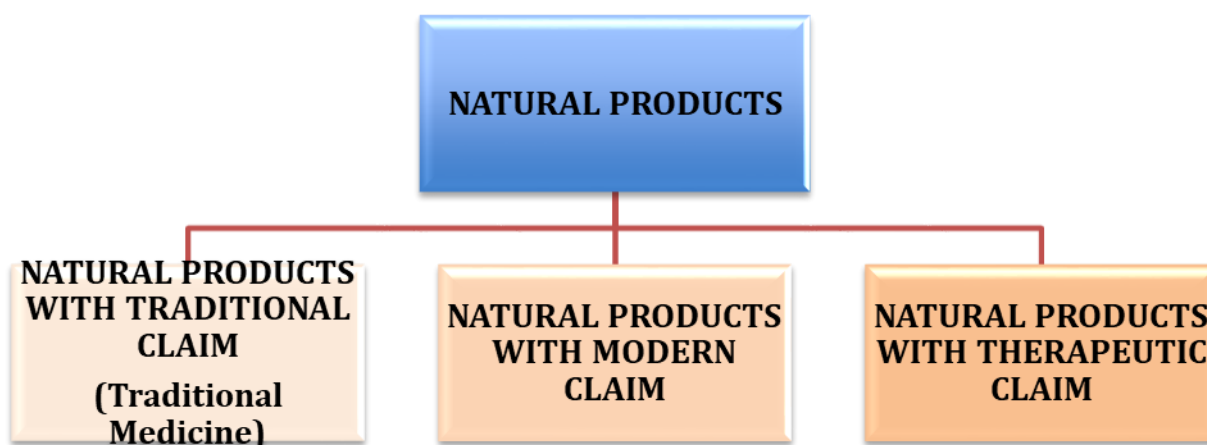 NATURAL PRODUCTS
NATURAL PRODUCTS
WITH TRADITIONAL
CLAIM
(Traditional
Medicine)
NATURAL PRODUCTS
WITH MODERN
CLAIM
NATURAL PRODUCTS
WITH THERAPEUTIC
CLAIM